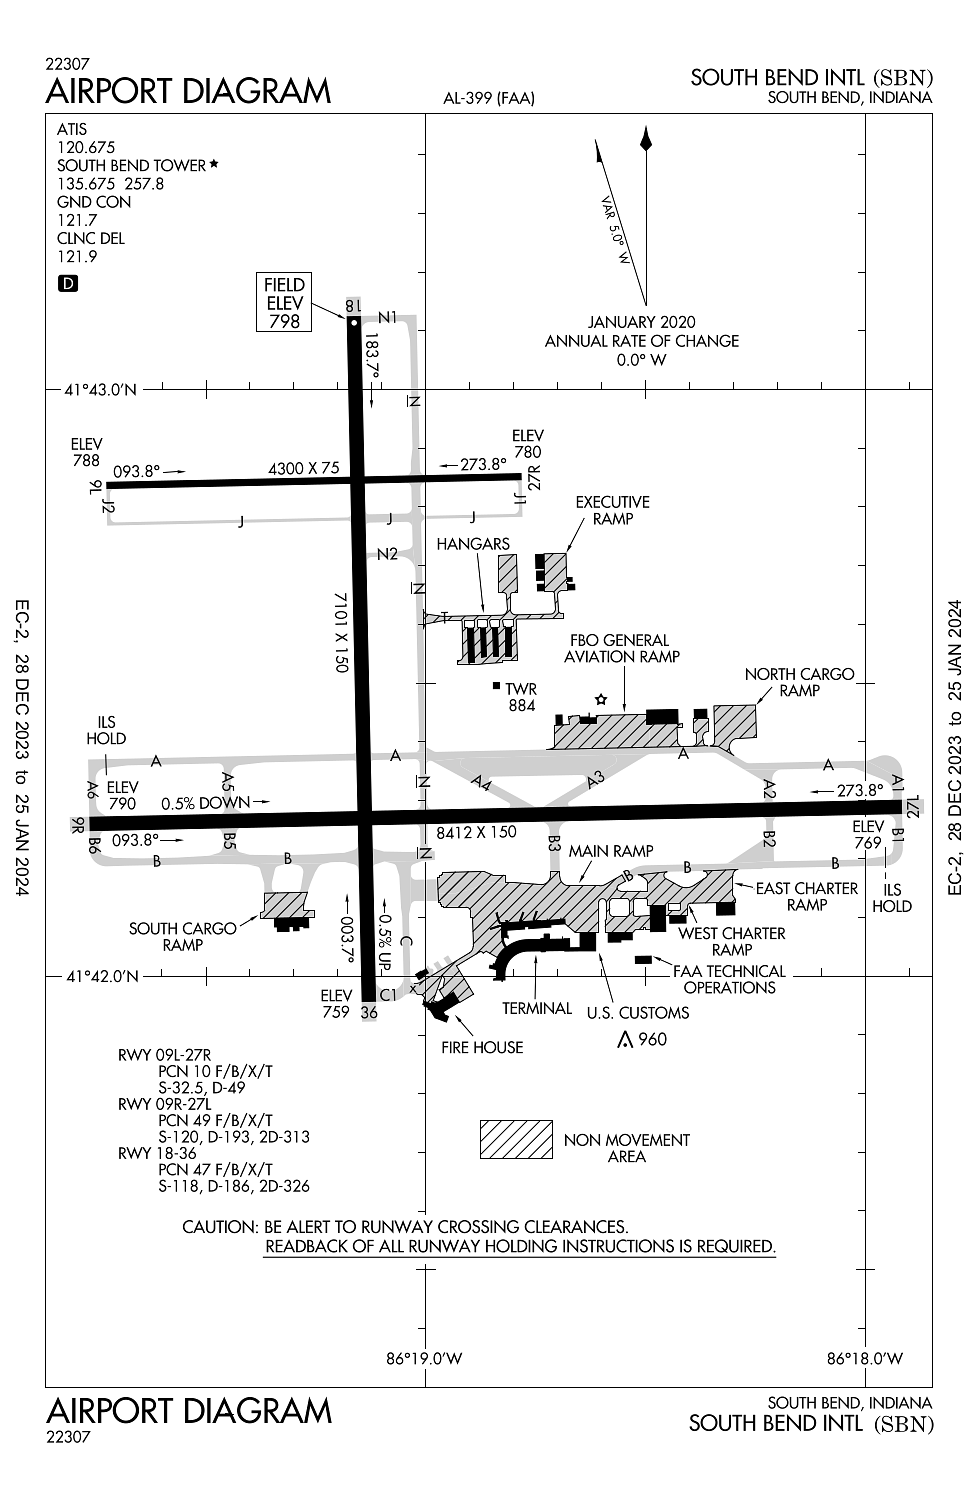 22307
AIRPORT DIAGRAM
AL-399 (FAA)
SOUTH BEND INTL (SBN)
SOUTH BEND, INDIANA
ATIS
120.675
SOUTH BEND TOWER★
135.675 257.8
GND CON
121.7
CLNC DEL
121.9
D
VAR 5.0° W
JANUARY 2020
ANNUAL RATE OF CHANGE
0.0° W
FIELD
ELEV
798
18
N1
183.7°
41°43.0'N
N
ELEV
788
9L
093.8°
4300 X 75
273.8°
ELEV
780
27R
J2
J
J
J
J1
N2
N
7101 X 150
HANGARS
EXECUTIVE
RAMP
T
FBO GENERAL
AVIATION RAMP
TWR
884
NORTH CARGO
RAMP
ILS
HOLD
A
A
A
A
A6
ELEV
790
0.5% DOWN
A5
N
A4
A3
A2
A1
273.8°
9R
27L
8412 X 150
093.8°
B6
B
B5
B
N
B3
MAIN RAMP
B
B
B2
ELEV
769
B
B1
ILS
HOLD
EAST CHARTER
RAMP
WEST CHARTER
RAMP
SOUTH CARGO
RAMP
003.7°
0.5% UP
C
FAA TECHNICAL
OPERATIONS
41°42.0'N
ELEV
759
36
C1
X
TERMINAL
U.S. CUSTOMS
960
FIRE HOUSE
RWY 09L-27R
PCN 10 F/B/X/T
S-32.5, D-49
RWY 09R-27L
PCN 49 F/B/X/T
S-120, D-193, 2D-313
RWY 18-36
PCN 47 F/B/X/T
S-118, D-186, 2D-326
NON MOVEMENT
AREA
CAUTION: BE ALERT TO RUNWAY CROSSING CLEARANCES.
READBACK OF ALL RUNWAY HOLDING INSTRUCTIONS IS REQUIRED.
86°19.0'W
86°18.0'W
EC-2, 28 DEC 2023 to 25 JAN 2024
EC-2, 28 DEC 2023 to 25 JAN 2024
AIRPORT DIAGRAM
22307
SOUTH BEND, INDIANA
SOUTH BEND INTL (SBN)